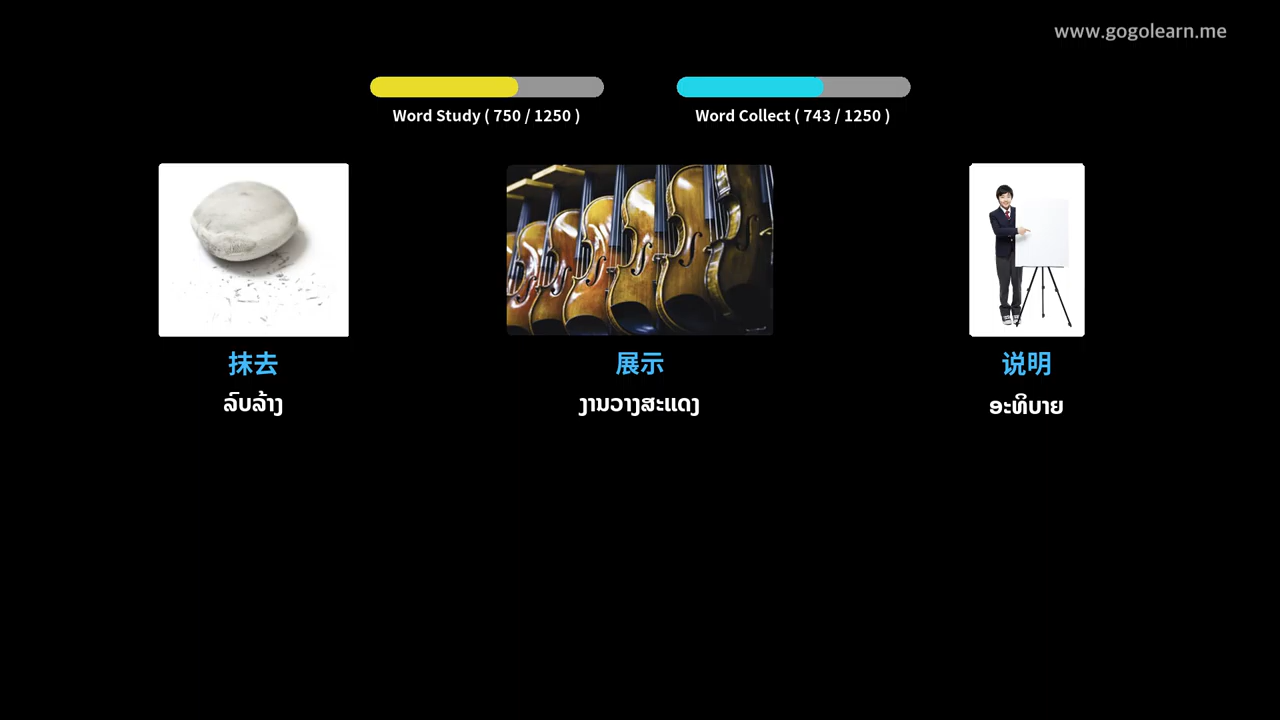 www.gogolearn.me
Word Study ( 750 / 1250 )
Word Collect ( 743 / 1250 )
抹去
展示
说明
ລົບລ້າງ
ງານວາງສະແດງ
ອະທິບາຍ